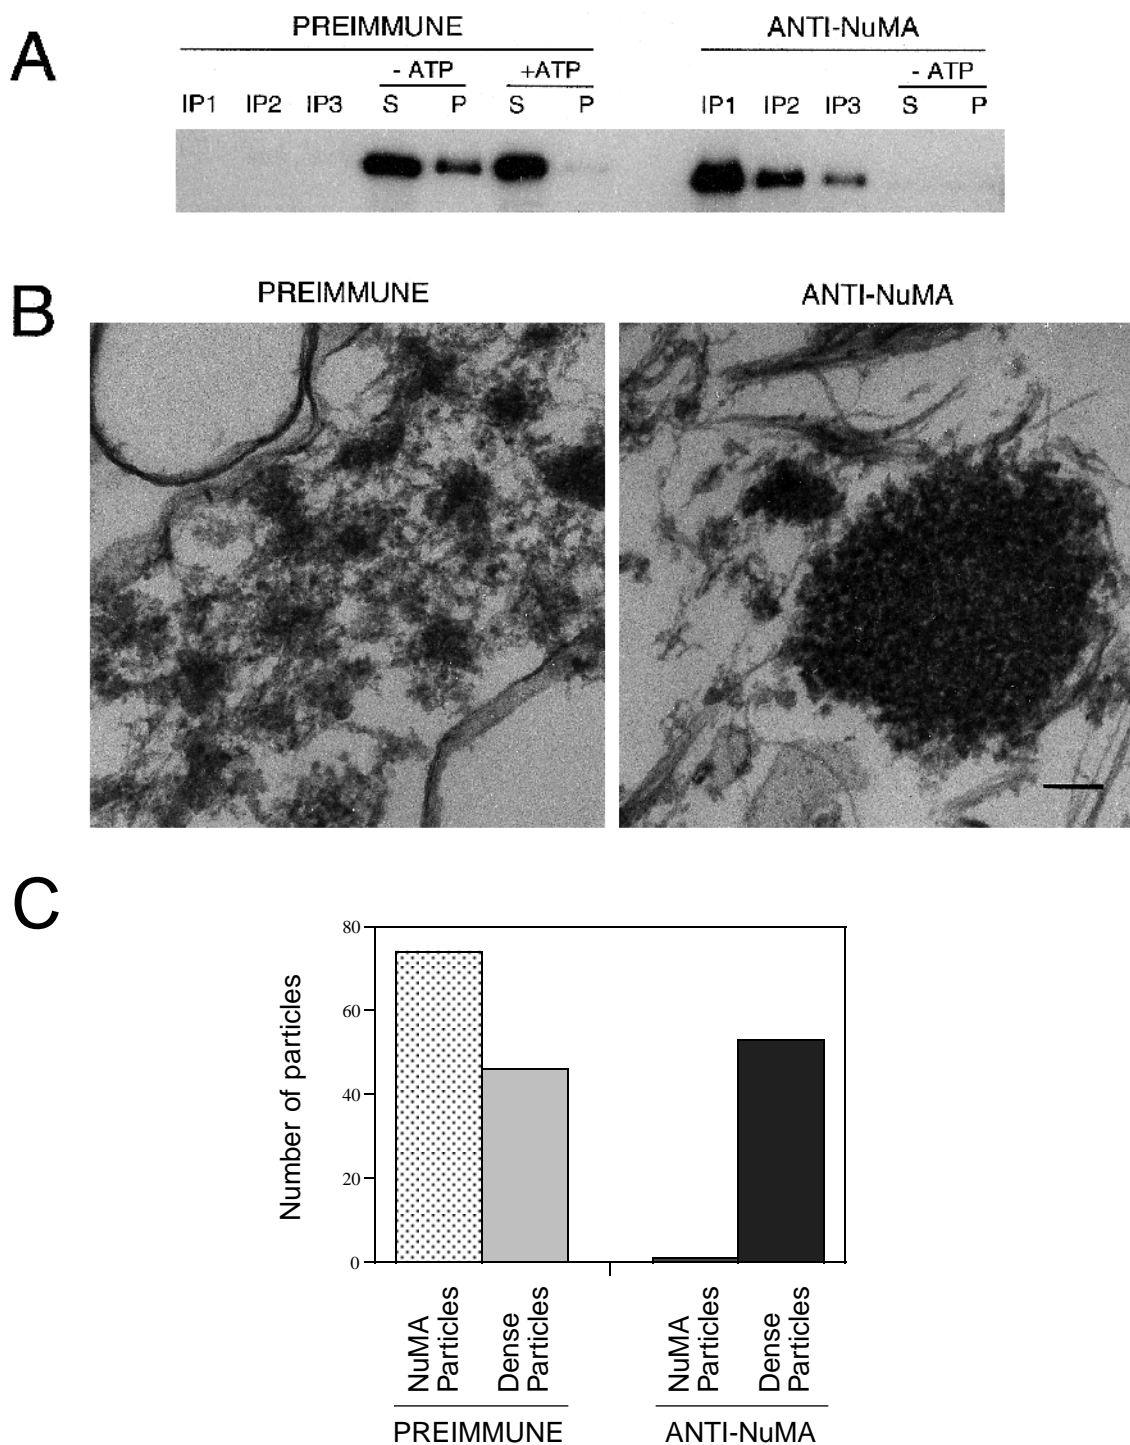 A
PREIMMUNE
ANTI-NuMA
- ATP
+ATP
- ATP
IP1 IP2 IP3 S P S P
IP1 IP2 IP3 S P
B
PREIMMUNE
ANTI-NuMA
C
Number of particles
80
60
40
20
0
NuMA
Particles
Dense
Particles
NuMA
Particles
Dense
Particles
PREIMMUNE
ANTI-NuMA